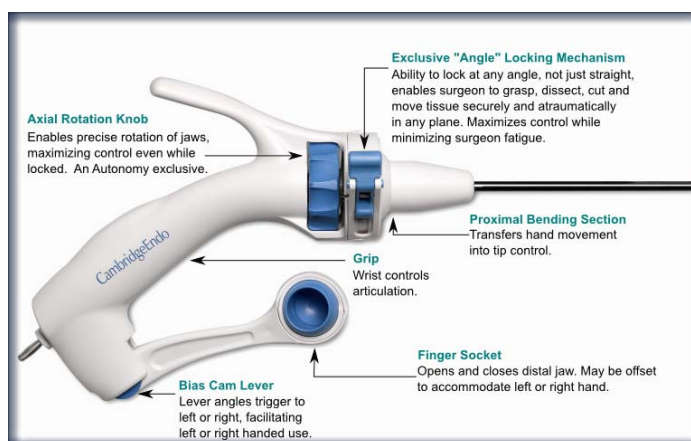 Exclusive "Angle" Locking Mechanism
Ability to lock at any angle, not just straight,
enables surgeon to grasp, dissect, cut and
move tissue securely and atraumatically
in any plane. Maximizes control while
minimizing surgeon fatigue.
Axial Rotation Knob
Enables precise rotation of jaws,
maximizing control even while
locked. An Autonomy exclusive.
Proximal Bending Section
Transfers hand movement
into tip control.
CambridgeEndo
Grip
Wrist controls
articulation.
Finger Socket
Opens and closes distal jaw. May be offset
to accommodate left or right hand.
Bias Cam Lever
Lever angles trigger to
left or right, facilitating
left or right handed use.